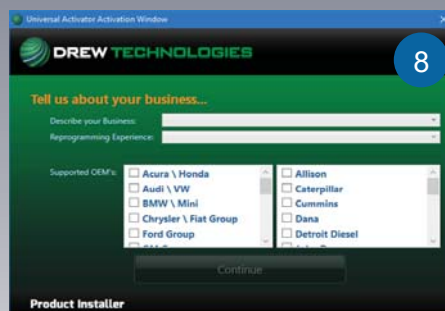 Universal Activator Activation Window
DREW TECHNOLOGIES
8
Tell us about your business...
Describe your Business:
Reprogramming Experience:
Supported OEM's:
Acura \ Honda
Audi \ VW
BMW \ Mini
Chrysler \ Fiat Group
Ford Group
Allison
Caterpillar
Cummins
Dana
Detroit Diesel
Continue
Product Installer